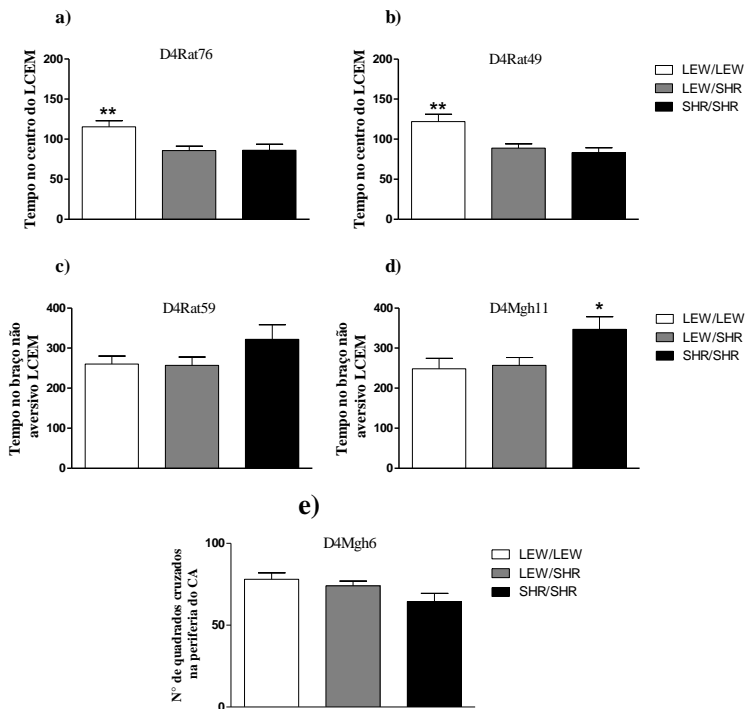 a)
b)
D4Rat76
D4Rat49
Tempo no centro do LCEM
200
150
100
50
0
**
Tempo no centro do LCEM
200
150
100
50
0
**
LEW/LEW
LEW/SHR
SHR/SHR
c)
d)
D4Rat59
D4Mgh11
Tempo no braço não
aversivo LCEM
400
300
200
100
0
Tempo no braço não
aversivo LCEM
400
300
200
100
0
*
LEW/LEW
LEW/SHR
SHR/SHR
e)
D4Mgh6
N° de quadrados cruzados
na periferia do CA
100
50
0
LEW/LEW
LEW/SHR
SHR/SHR